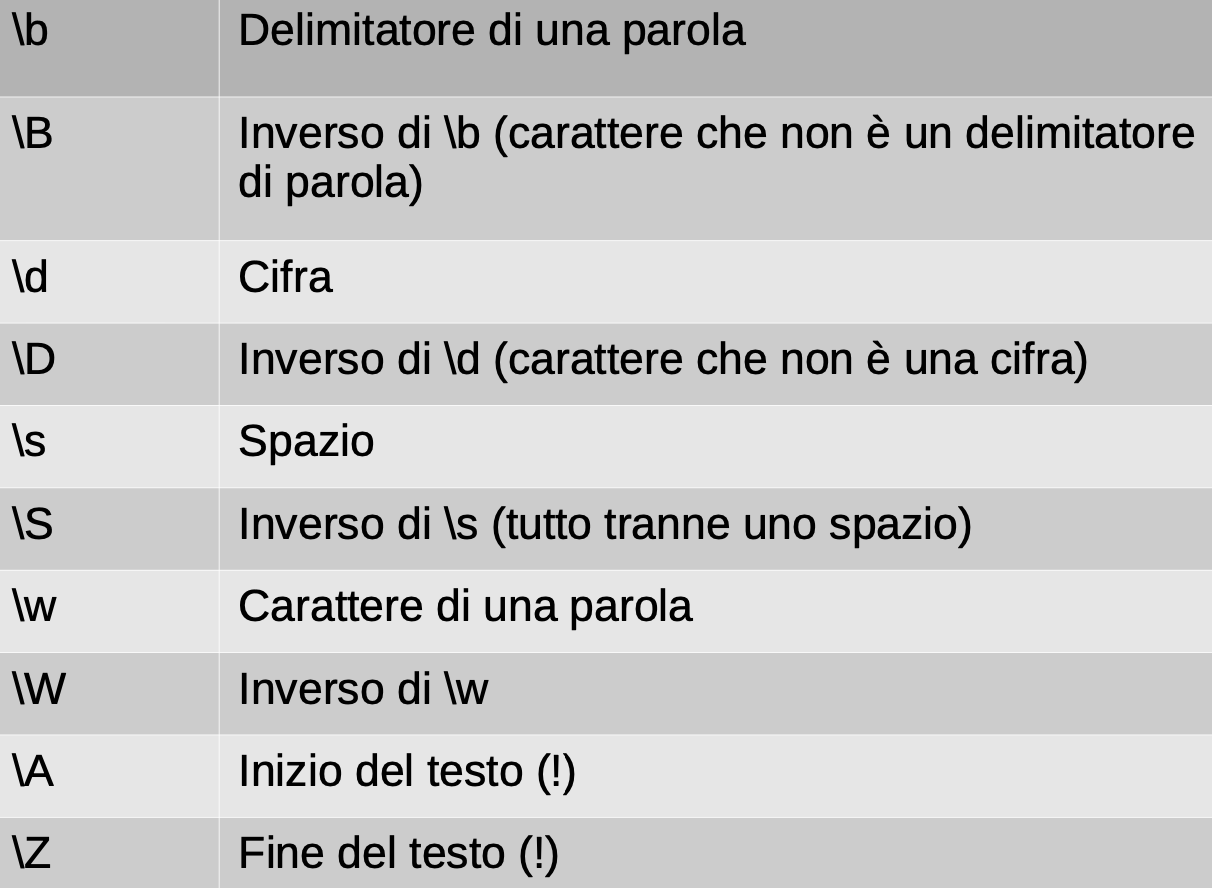 \b Delimitatore di una parola
\B Inverso di \b (carattere che non è un delimitatore
di parola)
\d Cifra
\D Inverso di \d (carattere che non è una cifra)
\s Spazio
\S Inverso di \s (tutto tranne uno spazio)
\w Carattere di una parola
\W Inverso di \w
\A Inizio del testo (!)
\Z Fine del testo (!)